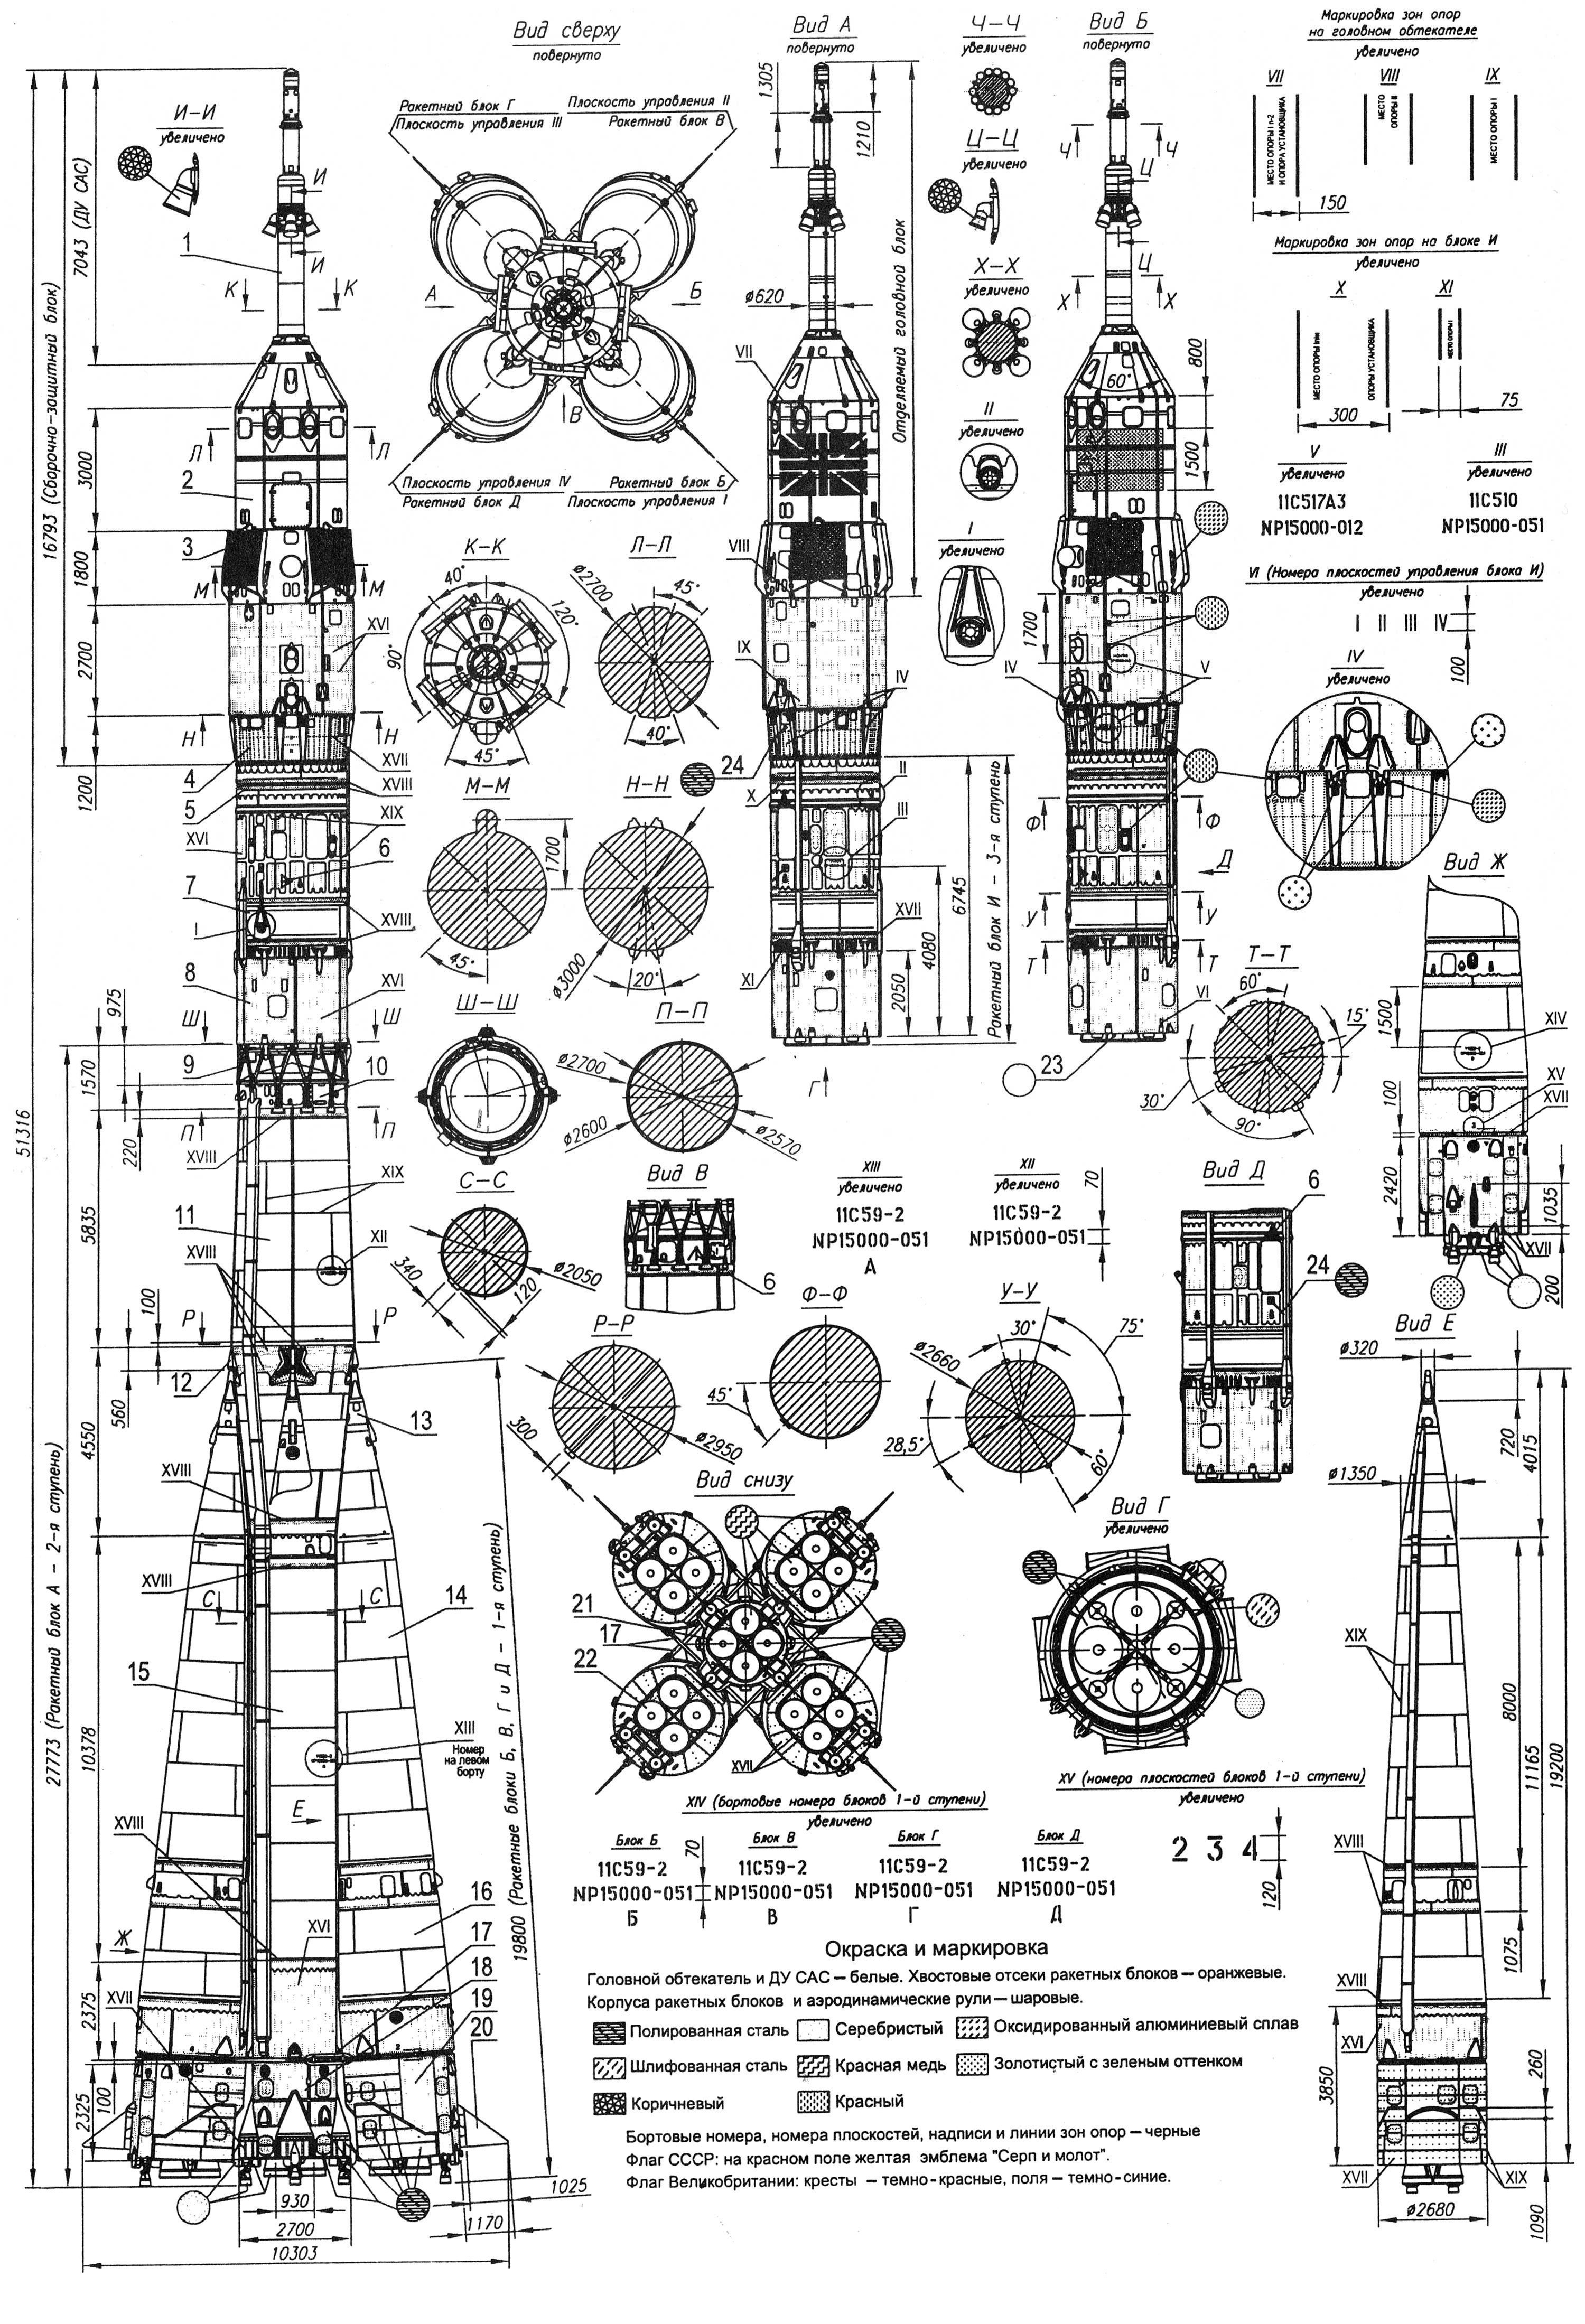 Вид сверху
повернуто
Ракетный блок Г
Плоскость управления II
Плоскость управления III
Ракетный блок В
А
Б
В
Плоскость управления IV
Ракетный блок Б
Ракетный блок Д
Плоскость управления I
И-И
увеличено
51316
16793 (Сборочно-защитный блок)
7043 (ДУ САС)
3000
1800
2700
1200
975
1570
220
5835
100
560
4550
27773 (Ракетный блок А - 2-я ступень)
10378
2375
2325
100
19800 (Ракетные блоки Б, В, Г и Д - 1-я ступень)
И
И
1
К
К
Л
Л
2
3
М
М
XVI
Н
Н
XVII
4
XVIII
5
XIX
XVI
6
7
XVIII
I
8
XVI
Ш
Ш
9
10
П
П
XVIII
XIX
11
XII
XVIII
Р
Р
12
13
XVIII
XVIII
С
С
14
15
XIII
Номер
на левом
борту
Е
XVIII
16
Ж
XVI
17
18
XVII
19
20
930
2700
10303
1025
1170
Вид А
повернуто
1305
1210
ø620
Отделяемый головной блок
VII
VIII
IX
IV
24
X
II
III
XVII
XI
2050
4080
6745
Ракетный блок И - 3-я ступень
Г
Ч-Ч
увеличено
Ц-Ц
увеличено
Х-Х
увеличено
II
увеличено
I
увеличено
Вид Б
повернуто
Ч
Ч
Ц
Ц
Х
Х
60°
800
1500
1700
IV
V
Ф
Ф
Д
У
У
Т
Т
VI
23
Маркировка зон опор
на головном обтекателе
увеличено
VII
VIII
IX
МЕСТО ОПОРЫ I п-2
И ОПОРА УСТАНОВЩИКА
МЕСТО
ОПОРЫ II
МЕСТО ОПОРЫ I
150
Маркировка зон опор на блоке И
увеличено
X
XI
ОПОРЫ УСТАНОВЩИКА
МЕСТО ОПОРЫ I
300
75
V
увеличено
11С517А3
NP15000-012
III
увеличено
11С510
NP15000-051
VI (Номера плоскостей управления блока И)
увеличено
I II III IV
100
IV
увеличено
К-К
40°
120°
90°
45°
Л-Л
ø2700
45°
40°
М-М
1700
45°
Н-Н
ø3000
20°
Ш-Ш
П-П
ø2700
ø2600
ø2570
С-С
340
ø2050
120
Вид В
6
XIII
увеличено
11С59-2
NP15000-051
А
XII
увеличено
11С59-2
NP15000-051
70
Вид Д
6
24
Т-Т
60°
15°
30°
90°
Вид Ж
1500
XIV
XV
XVII
100
2420
1035
XVII
200
Р-Р
300
ø2950
Ф-Ф
45°
У-У
30°
75°
ø2660
28,5°
60°
Вид снизу
21
17
22
XVII
Вид Г
увеличено
Вид Е
ø320
720
4015
ø1350
8000
XIX
11165
19200
XVIII
1075
XVIII
XVI
3850
260
XVII
XIX
ø2680
1090
XIV (бортовые номера блоков 1-й ступени)
увеличено
Блок Б
Блок В
Блок Г
Блок Д
70
11С59-2
11С59-2
11С59-2
11С59-2
NP15000-051
NP15000-051
NP15000-051
NP15000-051
Б
В
Г
Д
XV (номера плоскостей блоков 1-й ступени)
увеличено
2 3 4
120
Окраска и маркировка
Головной обтекатель и ДУ САС — белые. Хвостовые отсеки ракетных блоков — оранжевые.
Корпуса ракетных блоков и аэродинамические рули — шаровые.
Полированная сталь
Серебристый
Оксидированный алюминиевый сплав
Шлифованная сталь
Красная медь
Золотистый с зеленым оттенком
Коричневый
Красный
Бортовые номера, номера плоскостей, надписи и линии зон опор — черные
Флаг СССР: на красном поле желтая эмблема "Серп и молот".
Флаг Великобритании: кресты — темно-красные, поля — темно-синие.